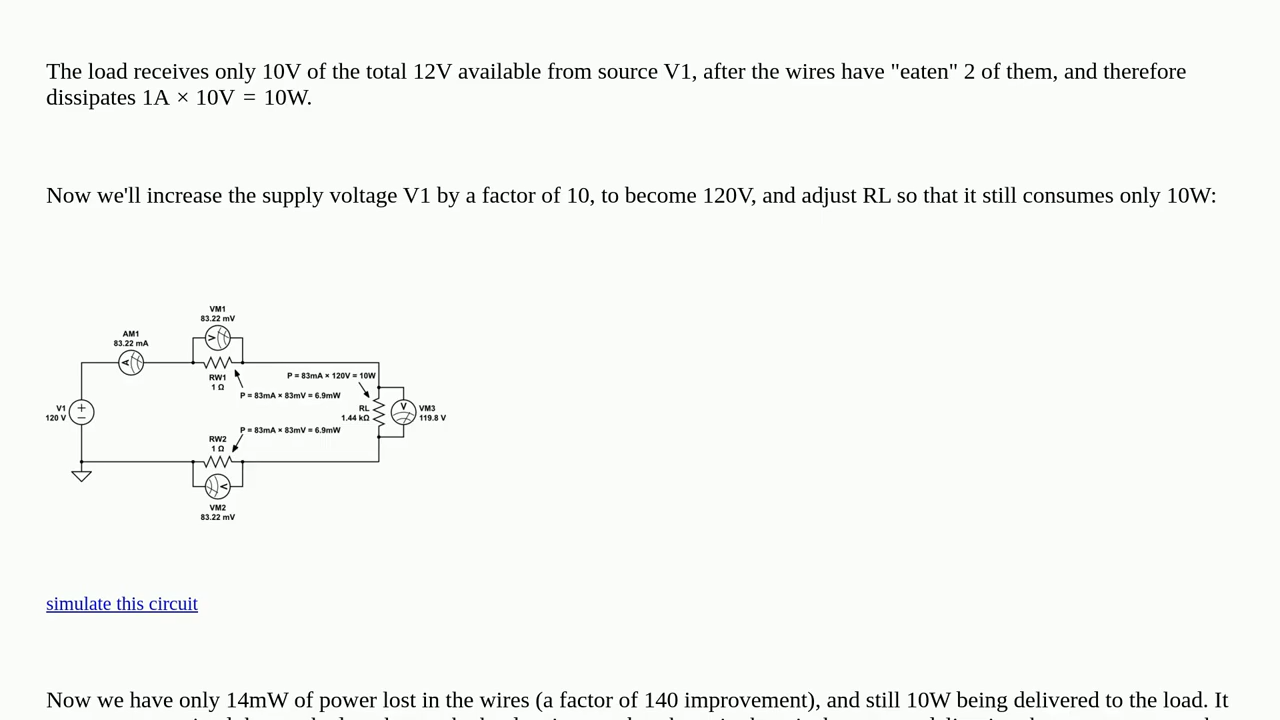 The load receives only 10V of the total 12V available from source V1, after the wires have "eaten" 2 of them, and therefore
dissipates 1A × 10V = 10W.
Now we'll increase the supply voltage V1 by a factor of 10, to become 120V, and adjust RL so that it still consumes only 10W:
VM1
83.22 mV
V
AM1
83.22 mA
A
RW1
1 Ω
P = 83mA × 120V = 10W
P = 83mA × 83mV = 6.9mW
V1
120 V
RL
1.44 kΩ
V
VM3
119.8 V
P = 83mA × 83mV = 6.9mW
RW2
1 Ω
V
VM2
83.22 mV
simulate this circuit
Now we have only 14mW of power lost in the wires (a factor of 140 improvement), and still 10W being delivered to the load. It